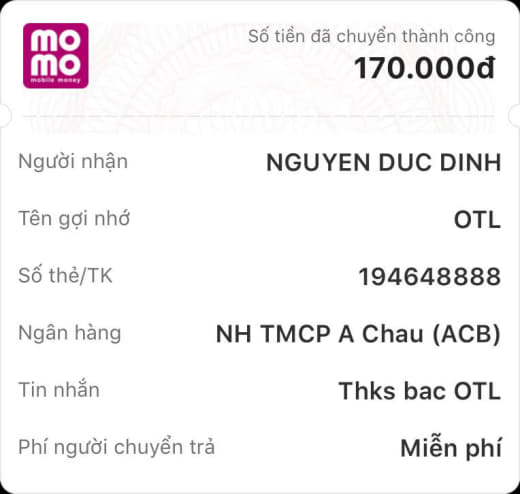 mo
mo
mobile money
Số tiền đã chuyển thành công
170.000đ
Người nhận NGUYEN DUC DINH
Tên gợi nhớ OTL
Số thẻ/TK 194648888
Ngân hàng NH TMCP A Chau (ACB)
Tin nhắn Thks bac OTL
Phí người chuyển trả Miễn phí